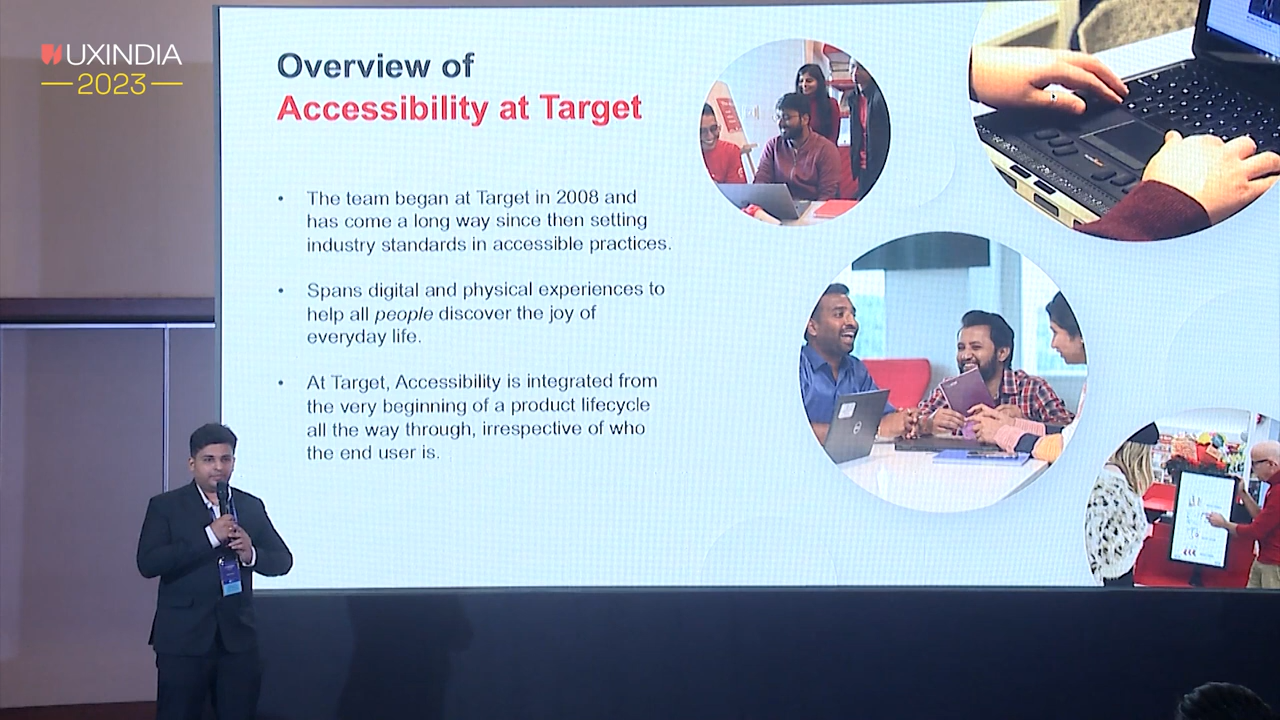 UXINDIA
2023
Overview of
Accessibility at Target
• The team began at Target in 2008 and
has come a long way since then setting
industry standards in accessible practices.
• Spans digital and physical experiences to
help all people discover the joy of
everyday life.
• At Target, Accessibility is integrated from
the very beginning of a product lifecycle
all the way through, irrespective of who
the end user is.